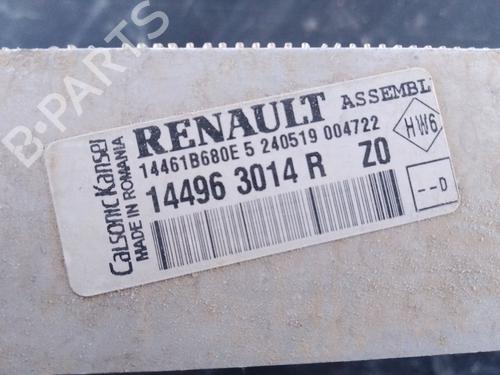 RENAULT ASSEMBL
14461B680E 5 240519 004722
14496 3014 R Z0
Calsonic Kansei
MADE IN ROMANIA
HW6
--D
B-PARTS